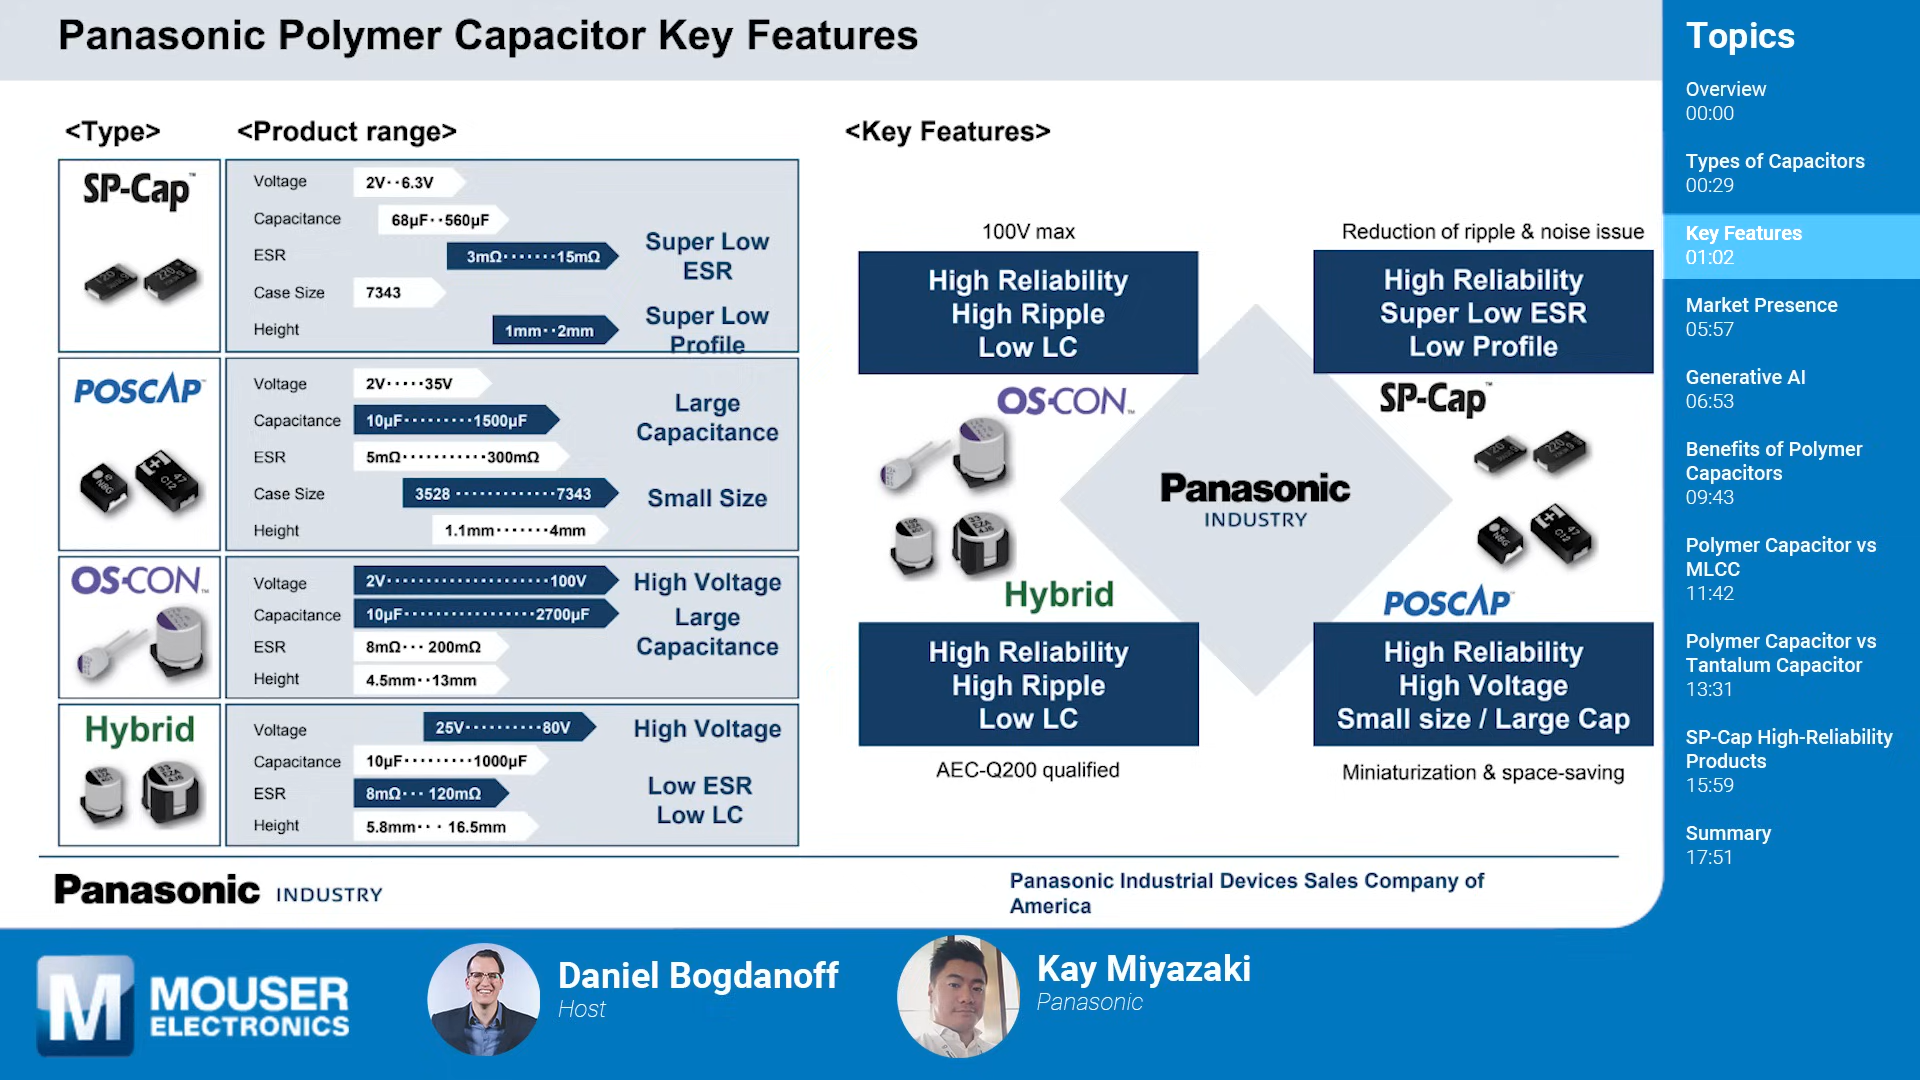 Panasonic Polymer Capacitor Key Features
<Type>
<Product range>
<Key Features>
SP-Cap™
Voltage 2V··6.3V
Capacitance 68µF··560µF
ESR 3mΩ·······15mΩ
Super Low
ESR
Case Size 7343
Height 1mm··2mm
Super Low
Profile
POSCAP™
Voltage 2V·····35V
Capacitance 10µF·········1500µF
Large
Capacitance
ESR 5mΩ···········300mΩ
Case Size 3528 ·············7343
Small Size
Height 1.1mm·······4mm
OS-CON™
Voltage 2V·····················100V
High Voltage
Capacitance 10µF·················2700µF
Large
Capacitance
ESR 8mΩ··· 200mΩ
Height 4.5mm··13mm
Hybrid
Voltage 25V··········80V
High Voltage
Capacitance 10µF·········1000µF
ESR 8mΩ··· 120mΩ
Low ESR
Low LC
Height 5.8mm··· 16.5mm
100V max
High Reliability
High Ripple
Low LC
OS-CON™
Reduction of ripple & noise issue
High Reliability
Super Low ESR
Low Profile
SP-Cap™
Panasonic
INDUSTRY
Hybrid
High Reliability
High Ripple
Low LC
AEC-Q200 qualified
POSCAP™
High Reliability
High Voltage
Small size / Large Cap
Miniaturization & space-saving
Panasonic INDUSTRY
Panasonic Industrial Devices Sales Company of
America
Topics
Overview
00:00
Types of Capacitors
00:29
Key Features
01:02
Market Presence
05:57
Generative AI
06:53
Benefits of Polymer
Capacitors
09:43
Polymer Capacitor vs
MLCC
11:42
Polymer Capacitor vs
Tantalum Capacitor
13:31
SP-Cap High-Reliability
Products
15:59
Summary
17:51
M
MOUSER
ELECTRONICS
Daniel Bogdanoff
Host
Kay Miyazaki
Panasonic